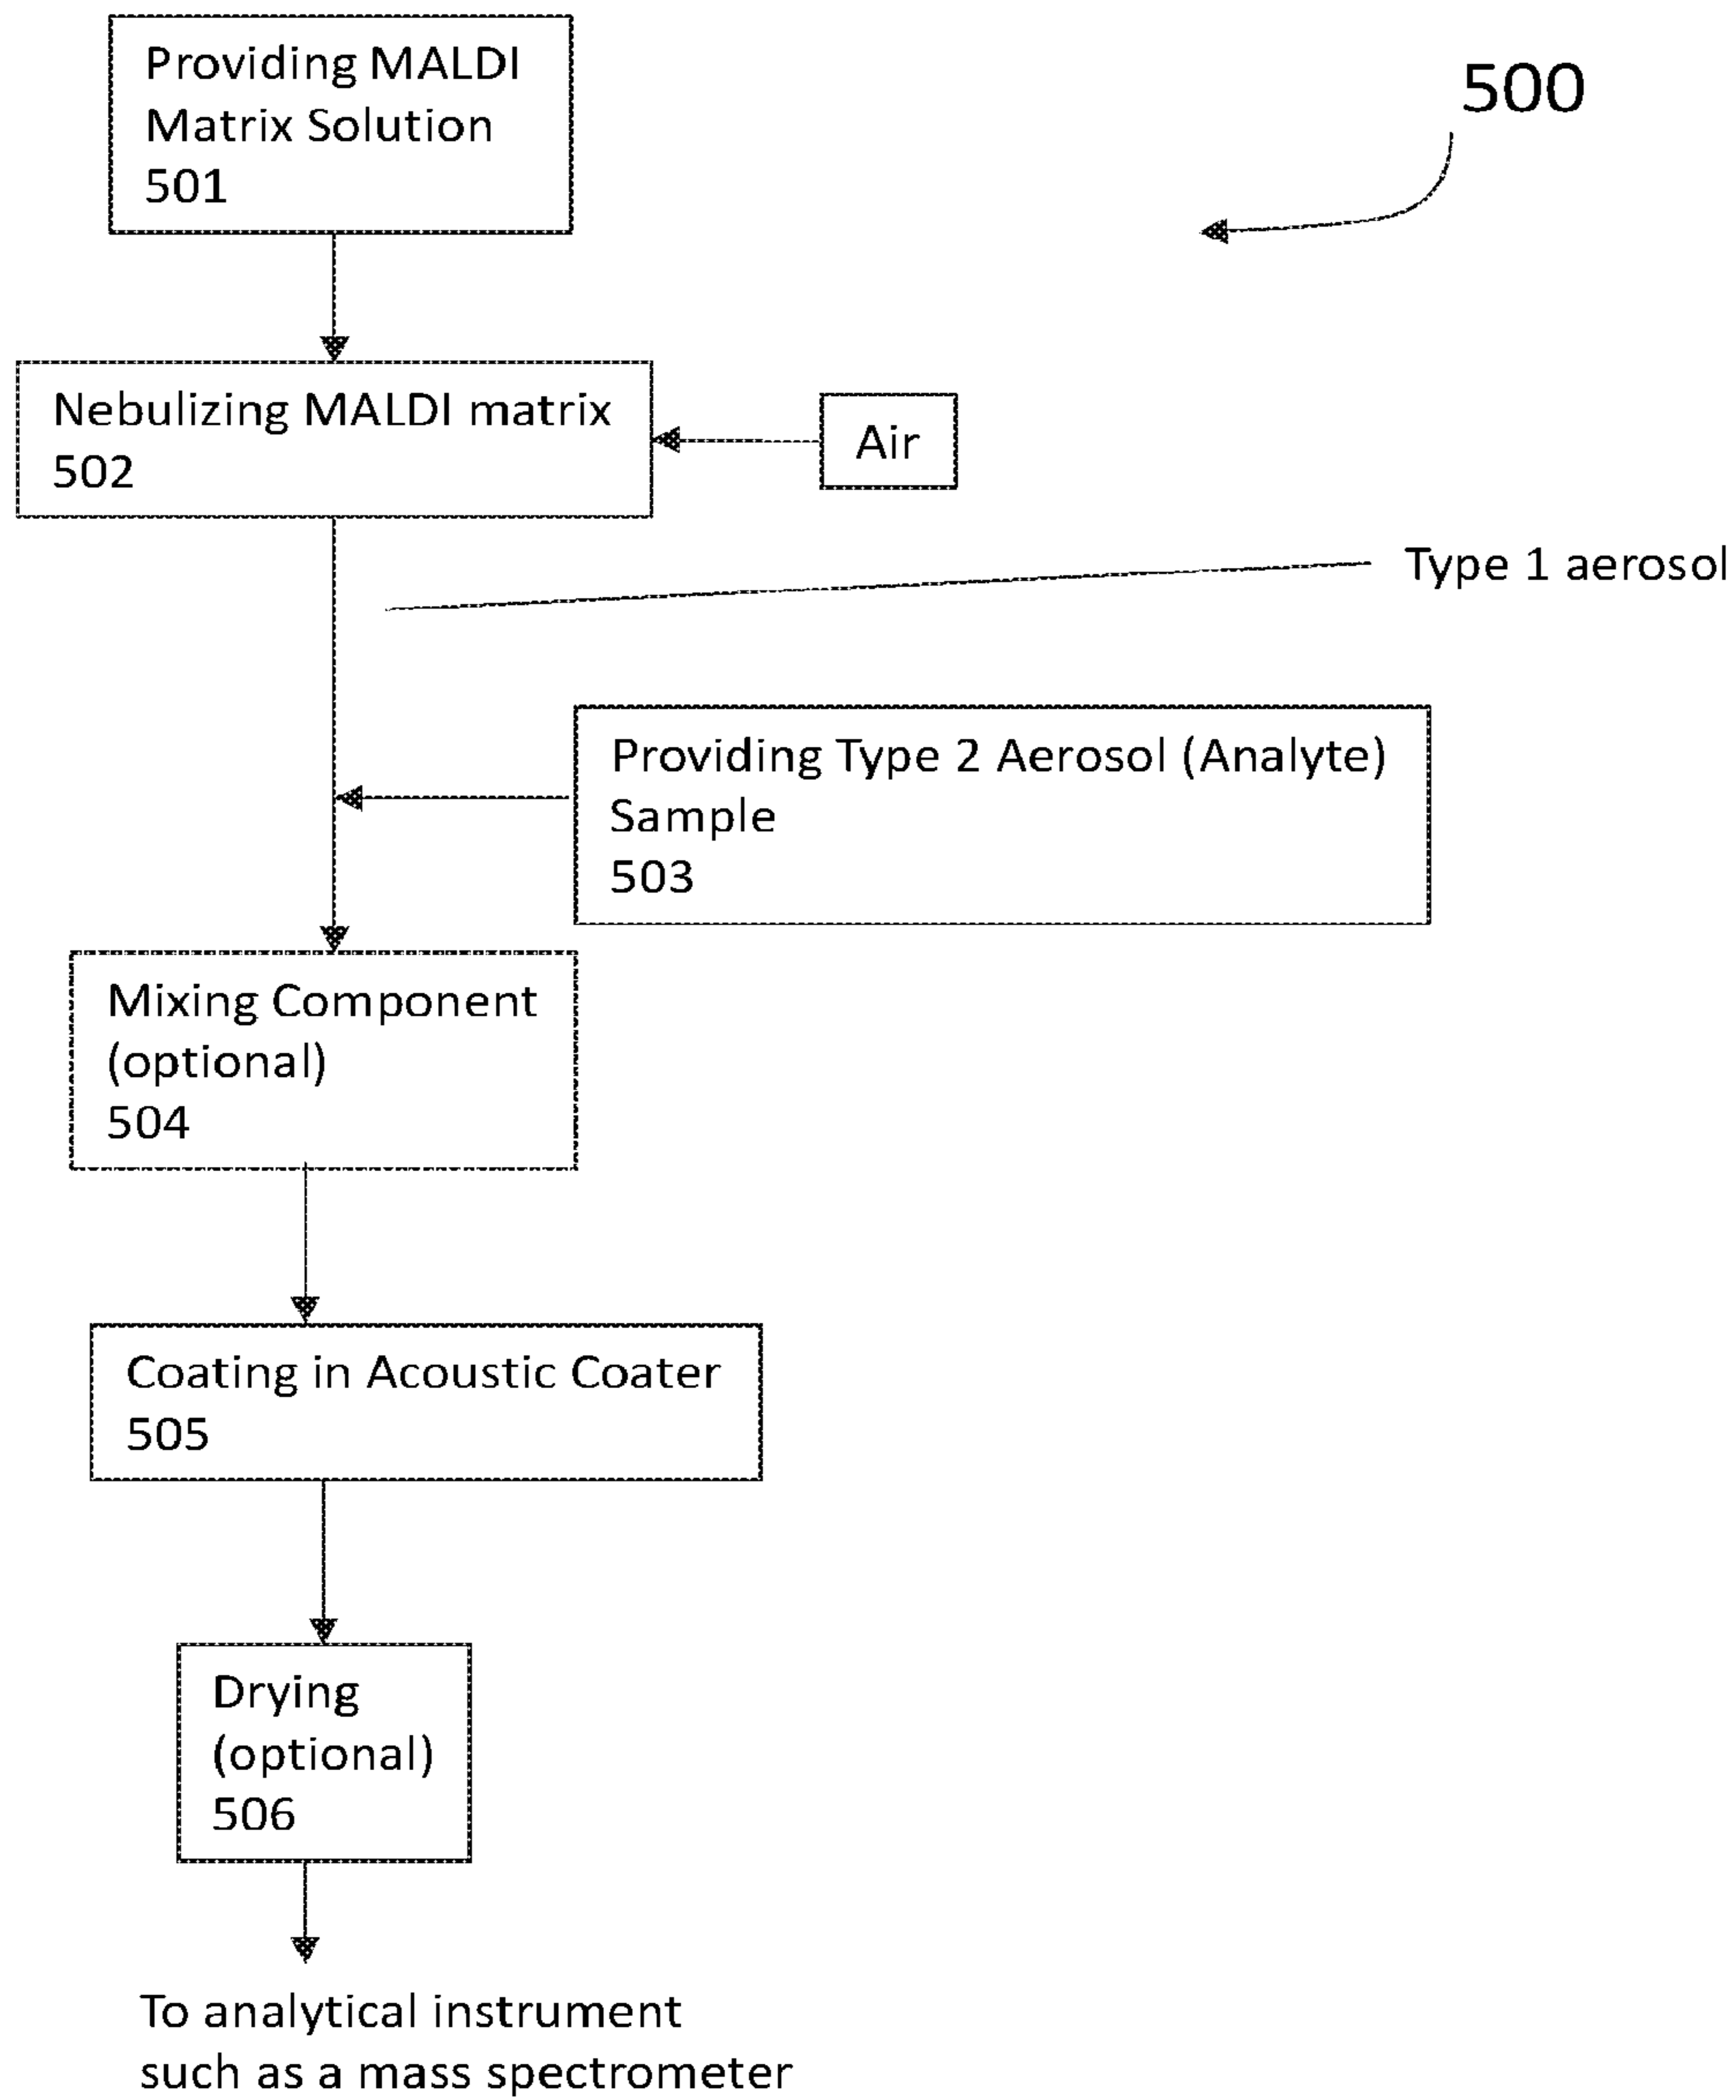 Providing MALDI
Matrix Solution
501
500
Nebulizing MALDI matrix
502
Air
Type 1 aerosol
Providing Type 2 Aerosol (Analyte)
Sample
503
Mixing Component
(optional)
504
Coating in Acoustic Coater
505
Drying
(optional)
506
To analytical instrument
such as a mass spectrometer